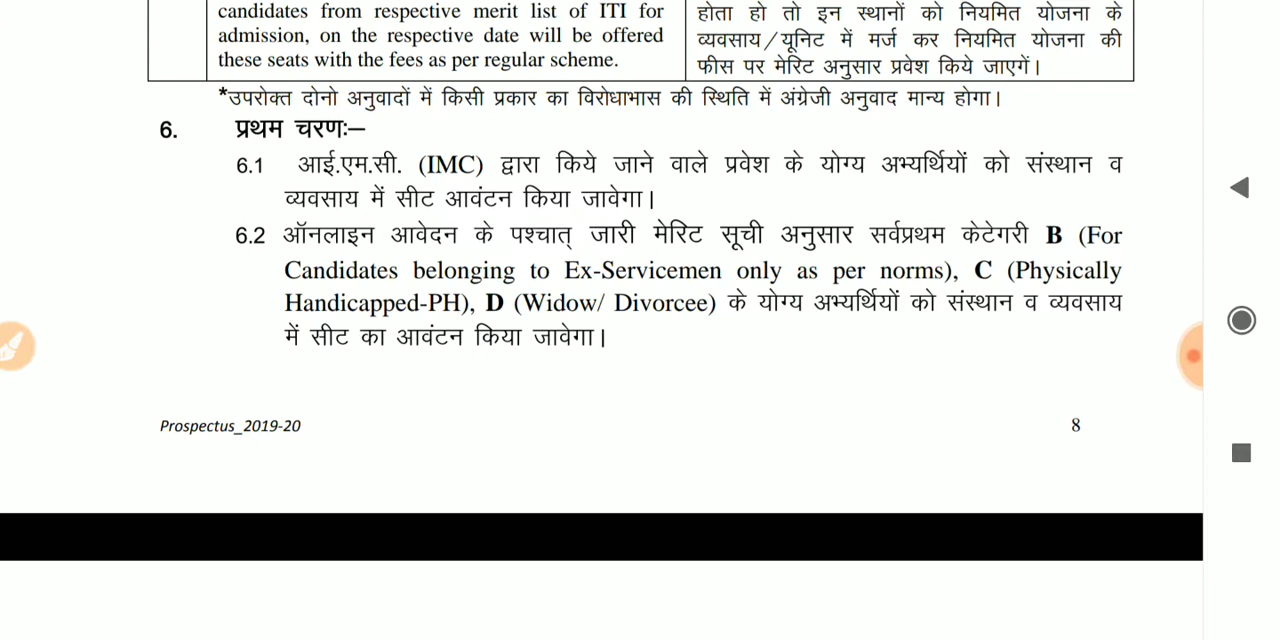 candidates from respective merit list of ITI for
admission, on the respective date will be offered
these seats with the fees as per regular scheme.
होता हो तो इन स्थानों को नियमित योजना के
व्यवसाय/यूनिट में मर्ज कर नियमित योजना की
फीस पर मेरिट अनुसार प्रवेश किये जाएगें।
*उपरोक्त दोनो अनुवादों में किसी प्रकार का विरोधाभास की स्थिति में अंग्रेजी अनुवाद मान्य होगा।
6. प्रथम चरणः–
6.1 आई.एम.सी. (IMC) द्वारा किये जाने वाले प्रवेश के योग्य अभ्यर्थियों को संस्थान व
व्यवसाय में सीट आवंटन किया जावेगा।
6.2 ऑनलाइन आवेदन के पश्चात् जारी मेरिट सूची अनुसार सर्वप्रथम केटेगरी B (For
Candidates belonging to Ex-Servicemen only as per norms), C (Physically
Handicapped-PH), D (Widow/ Divorcee) के योग्य अभ्यर्थियों को संस्थान व व्यवसाय
में सीट का आवंटन किया जावेगा।
Prospectus_2019-20 8